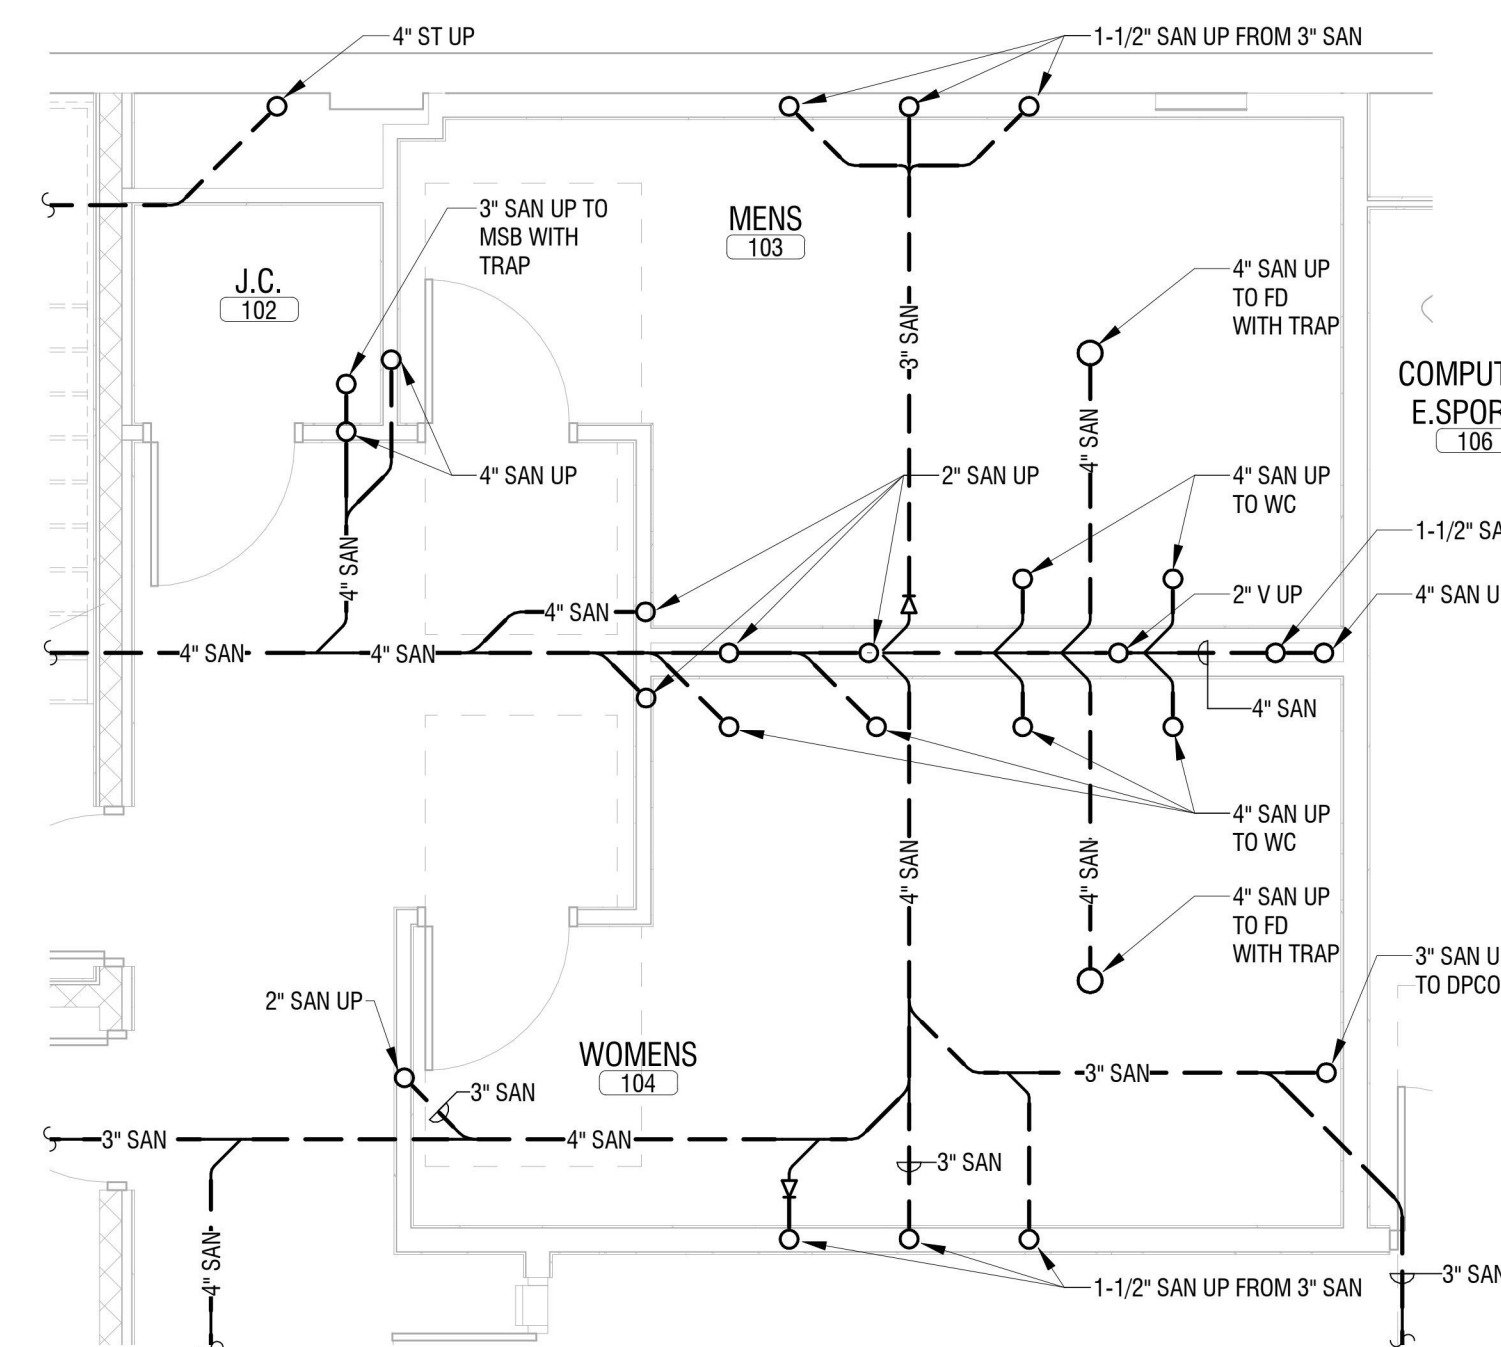 4" ST UP
1-1/2" SAN UP FROM 3" SAN
3" SAN UP TO
MSB WITH
TRAP
MENS
103
J.C.
102
4" SAN UP
TO FD
WITH TRAP
3" SAN
4" SAN
COMPUT
E.SPOR
106
4" SAN UP
2" SAN UP
4" SAN UP
TO WC
1-1/2" SA
4" SAN
4" SAN
2" V UP
4" SAN U
4" SAN
4" SAN
4" SAN
4" SAN UP
TO WC
4" SAN
4" SAN
4" SAN UP
TO FD
WITH TRAP
3" SAN U
TO DPCO
2" SAN UP
WOMENS
104
3" SAN
3" SAN
3" SAN
4" SAN
3" SAN
4" SAN
1-1/2" SAN UP FROM 3" SAN
3" SAN